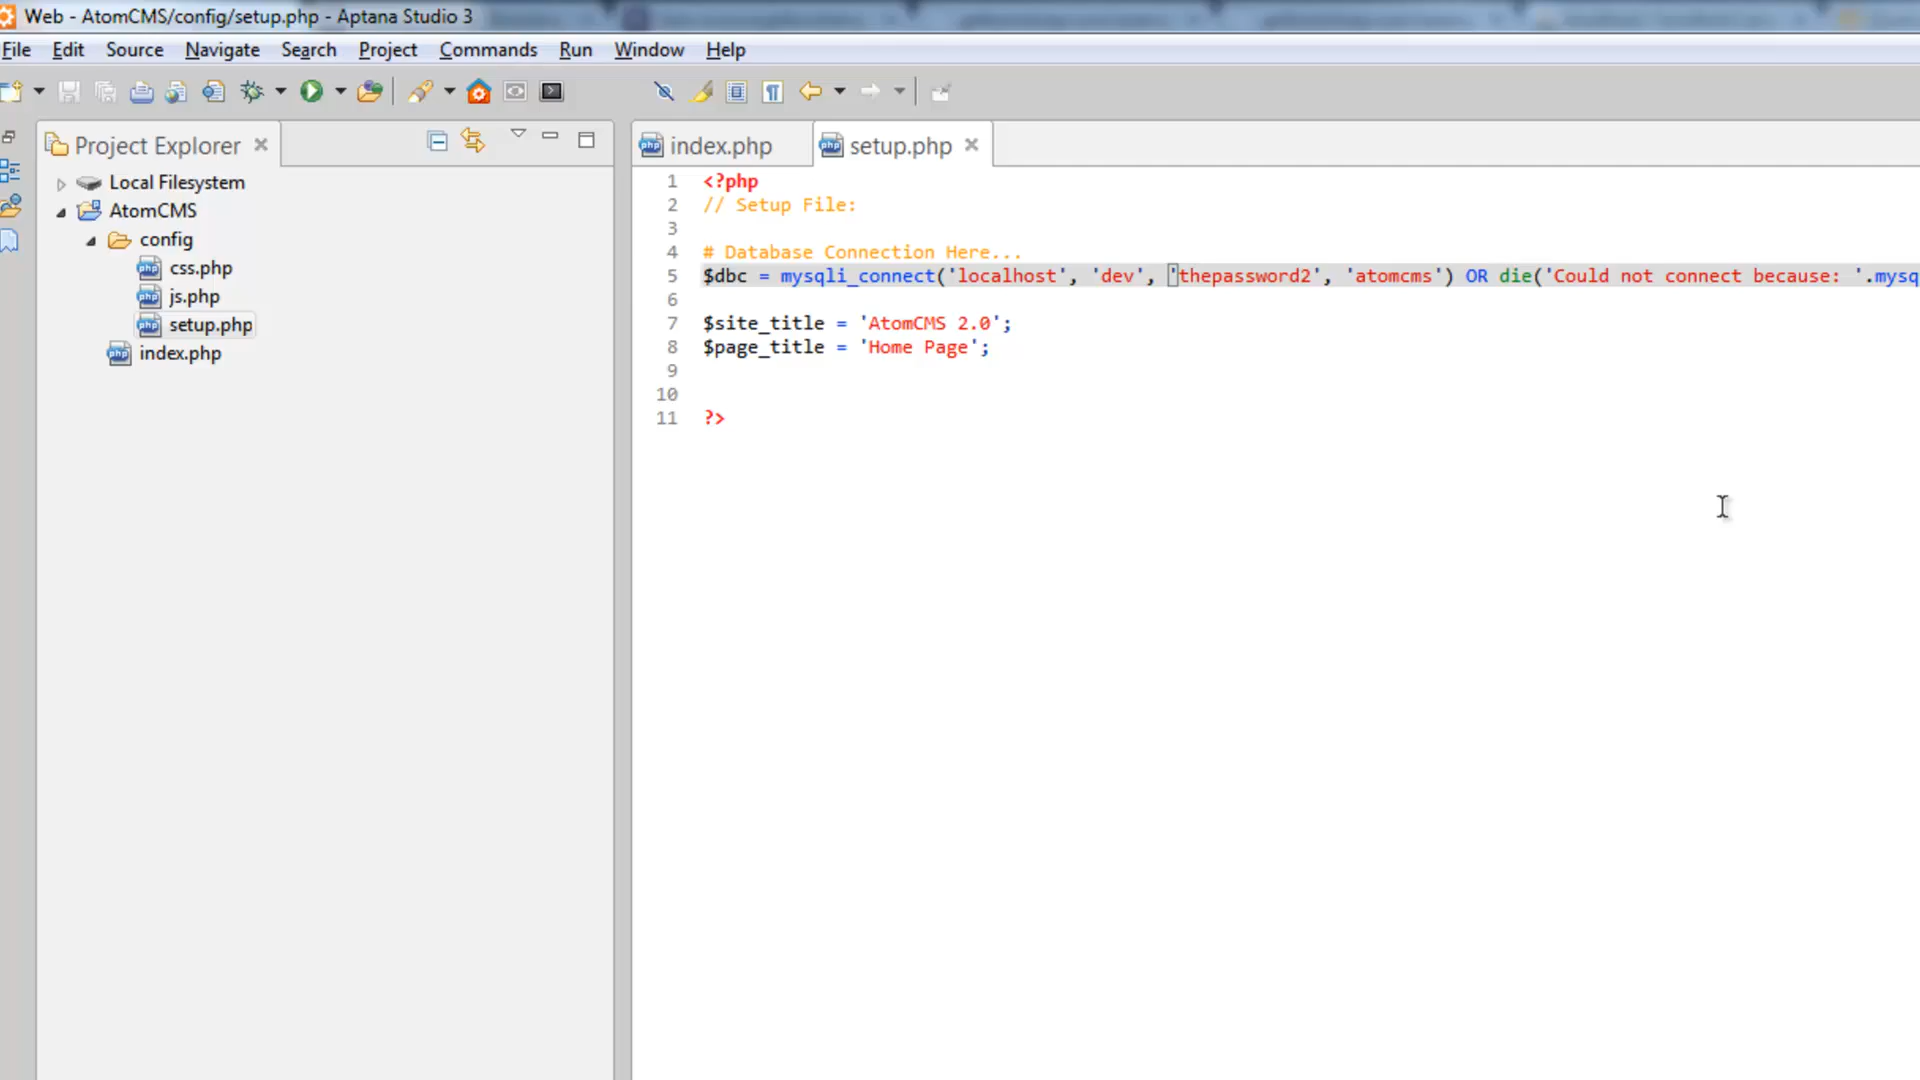 Web - AtomCMS/config/setup.php - Aptana Studio 3
File Edit Source Navigate Search Project Commands Run Window Help
Project Explorer
Local Filesystem
AtomCMS
config
css.php
js.php
setup.php
index.php
index.php setup.php
1 <?php
2 // Setup File:
3
4 # Database Connection Here...
5 $dbc = mysqli_connect('localhost', 'dev', 'thepassword2', 'atomcms') OR die('Could not connect because: '.mysq
6
7 $site_title = 'AtomCMS 2.0';
8 $page_title = 'Home Page';
9
10
11 ?>